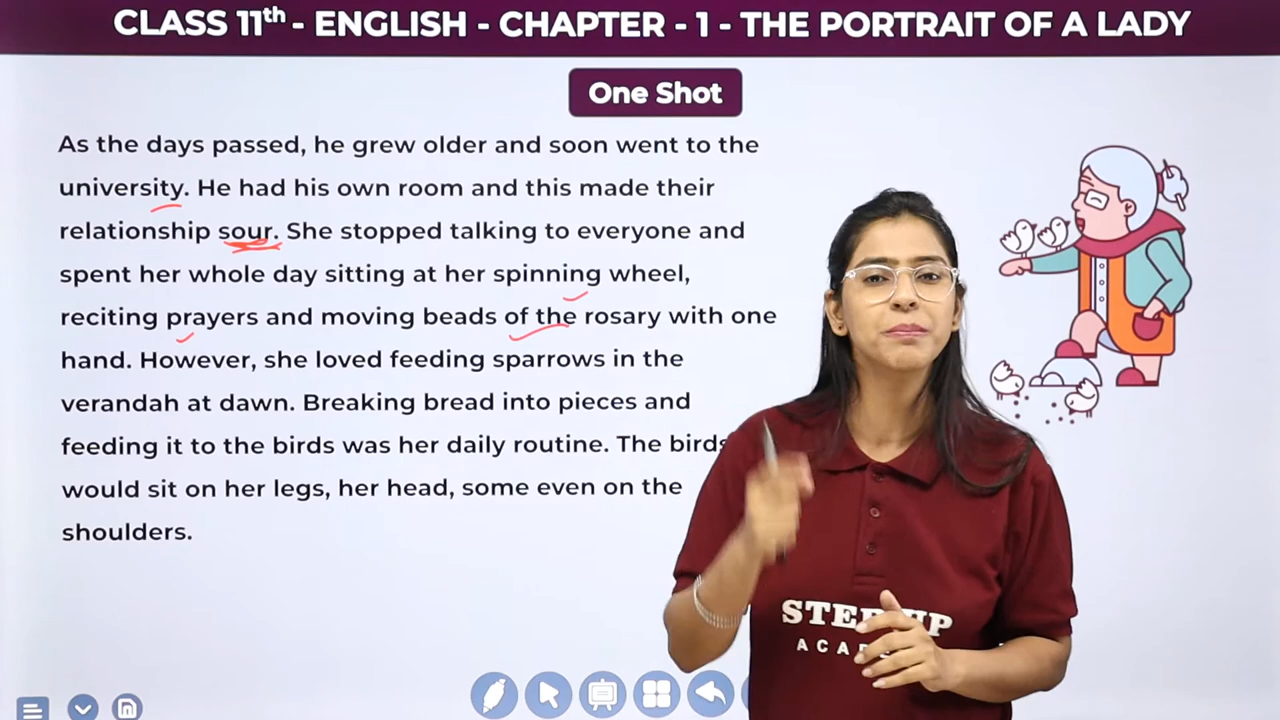 CLASS 11th - ENGLISH - CHAPTER - 1 - THE PORTRAIT OF A LADY
One Shot
As the days passed, he grew older and soon went to the
university. He had his own room and this made their
relationship sour. She stopped talking to everyone and
spent her whole day sitting at her spinning wheel,
reciting prayers and moving beads of the rosary with one
hand. However, she loved feeding sparrows in the
verandah at dawn. Breaking bread into pieces and
feeding it to the birds was her daily routine. The birds
would sit on her legs, her head, some even on the
shoulders.